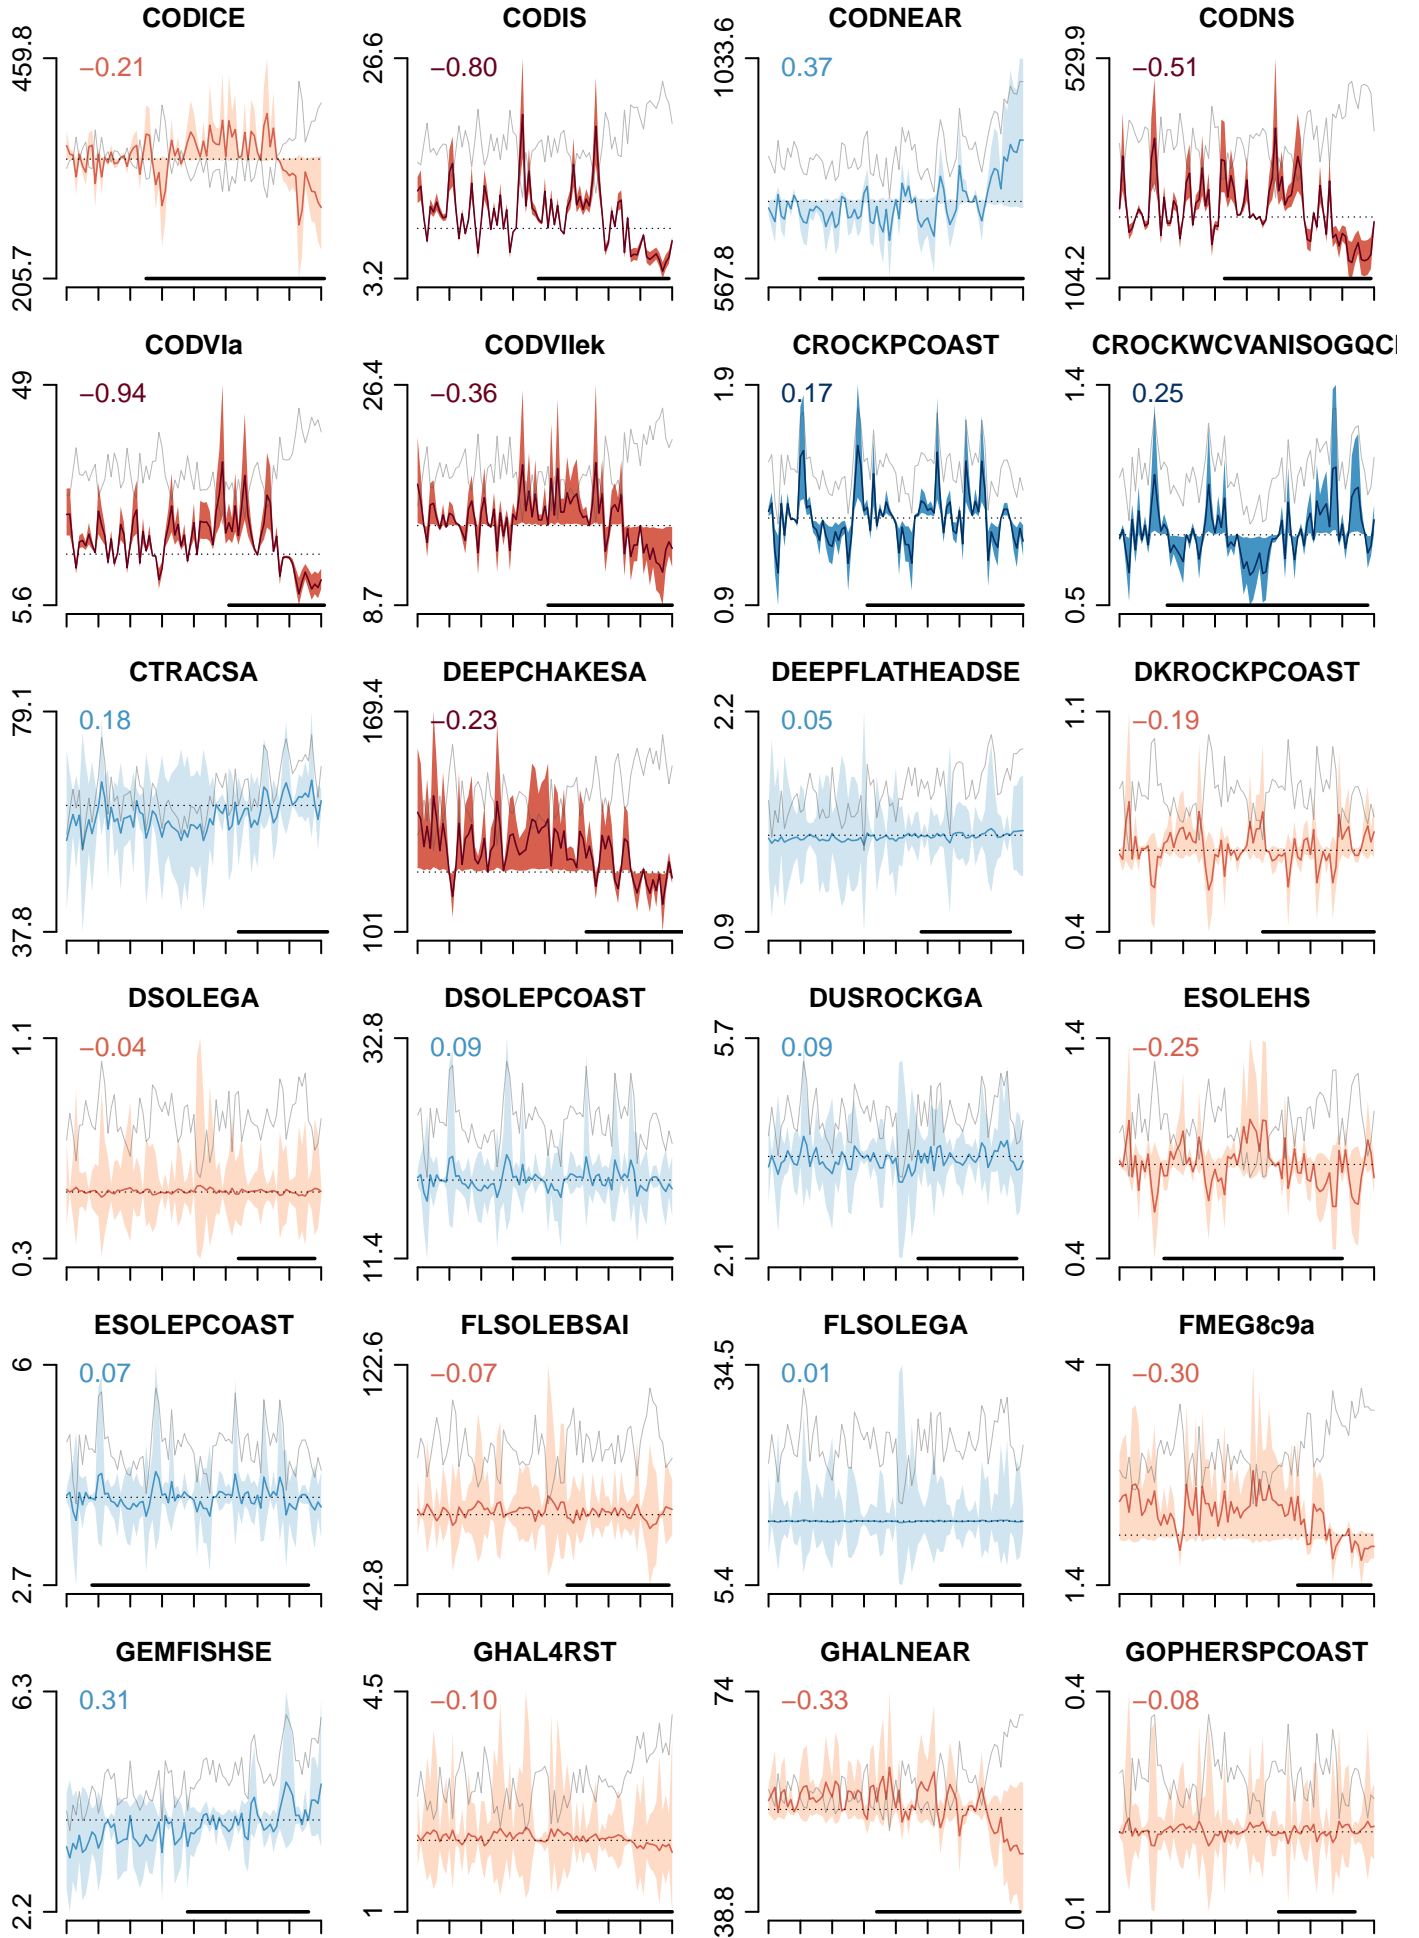 CODICE CODIS CODNEAR CODNS
459.8 −0.21 205.7 26.6 −0.80 3.2 1033.6 0.37 567.8 529.9 −0.51 104.2
CODVIa CODVIIek CROCKPCOAST CROCKWCVANISOGQCI
49 −0.94 5.6 26.4 −0.36 8.7 1.9 0.17 0.9 1.4 0.25 0.5
CTRACSA DEEPCHAKESA DEEPFLATHEADSE DKROCKPCOAST
79.1 0.18 37.8 169.4 −0.23 101 2.2 0.05 0.9 1.1 −0.19 0.4
DSOLEGA DSOLEPCOAST DUSROCKGA ESOLEHS
1.1 −0.04 0.3 32.8 0.09 11.4 5.7 0.09 2.1 1.4 −0.25 0.4
ESOLEPCOAST FLSOLEBSAI FLSOLEGA FMEG8c9a
6 0.07 2.7 122.6 −0.07 42.8 34.5 0.01 5.4 4 −0.30 1.4
GEMFISHSE GHAL4RST GHALNEAR GOPHERSPCOAST
6.3 0.31 2.2 4.5 −0.10 1 74 −0.33 38.8 0.4 −0.08 0.1